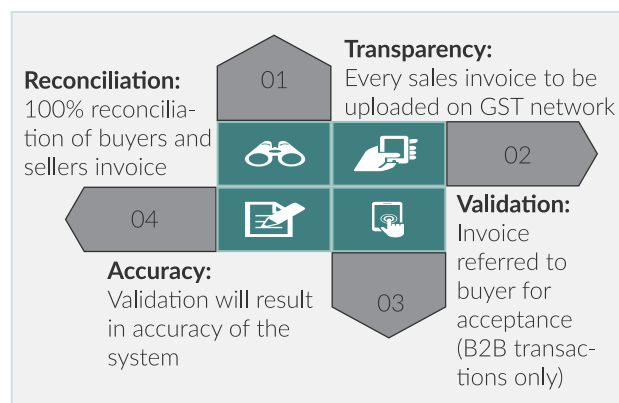 01
Transparency:
Every sales invoice to be
uploaded on GST network
02
Validation:
Invoice
referred to
buyer for
acceptance
(B2B transac-
tions only)
03
Accuracy:
Validation will result
in accuracy of the
system
04
Reconciliation:
100% reconcilia-
tion of buyers and
sellers invoice